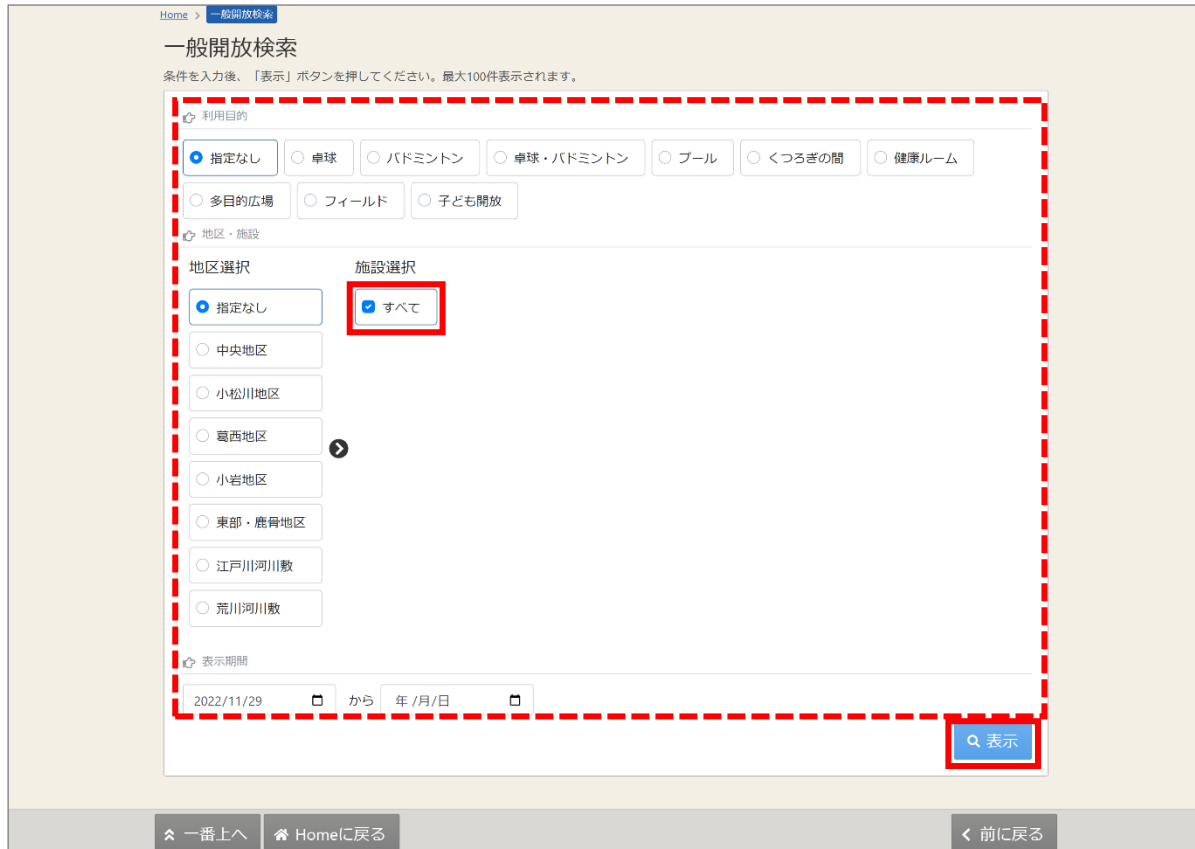 Home > 一般開放検索
一般開放検索
条件を入力後、「表示」ボタンを押してください。最大100件表示されます。
利用目的
指定なし 卓球 バドミントン 卓球・バドミントン プール くつろぎの間 健康ルーム
多目的広場 フィールド 子ども開放
地区・施設
地区選択 施設選択
指定なし すべて
中央地区
小松川地区
葛西地区
小岩地区
東部・鹿骨地区
江戸川河川敷
荒川河川敷
表示期間
2022/11/29 から 年/月/日
表示
一番上へ Homeに戻る 前に戻る